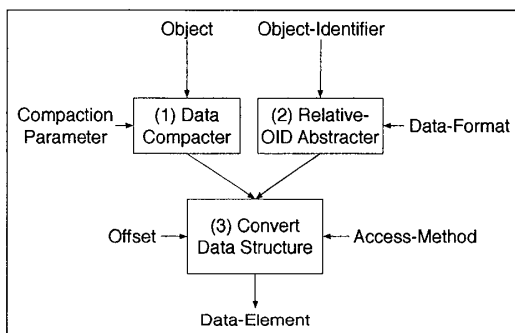 Object
Object-Identifier
Compaction
Parameter
(1) Data
Compacter
(2) Relative-
OID Abstracter
Data-Format
Offset
(3) Convert
Data Structure
Access-Method
Data-Element